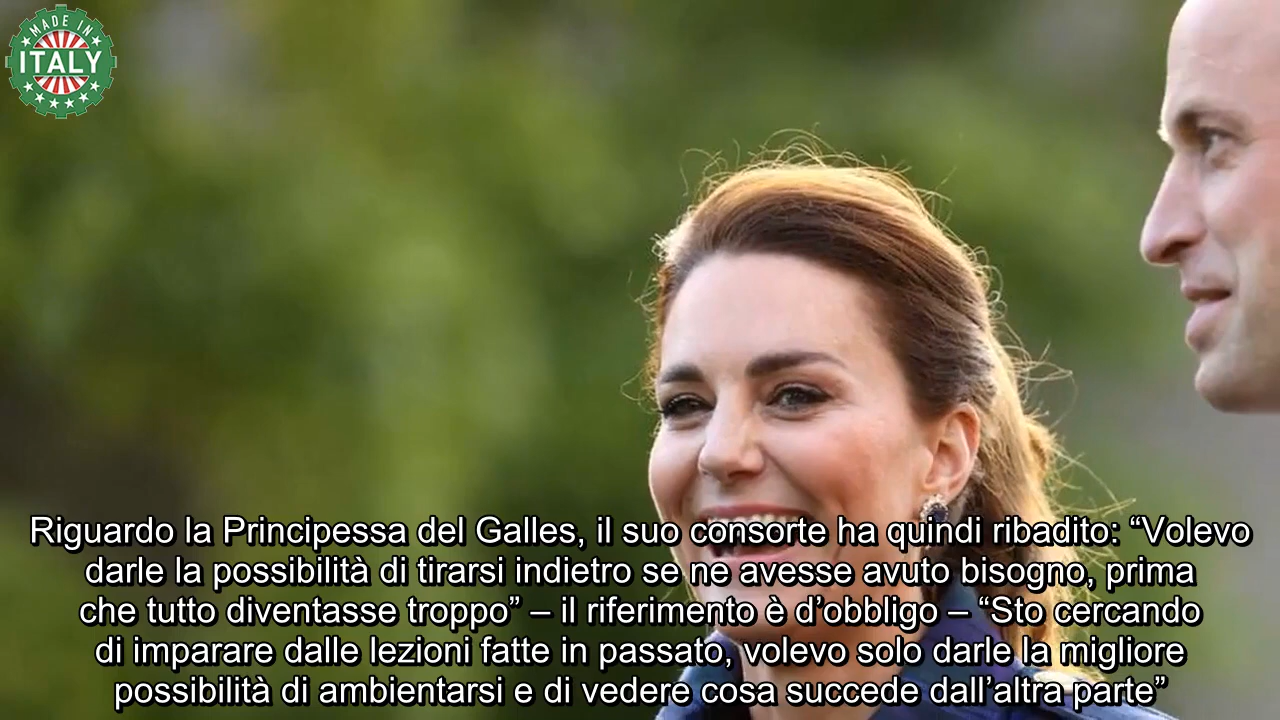 MADE IN
ITALY
Riguardo la Principessa del Galles, il suo consorte ha quindi ribadito: “Volevo
darle la possibilità di tirarsi indietro se ne avesse avuto bisogno, prima
che tutto diventasse troppo” – il riferimento è d’obbligo – “Sto cercando
di imparare dalle lezioni fatte in passato, volevo solo darle la migliore
possibilità di ambientarsi e di vedere cosa succede dall’altra parte”